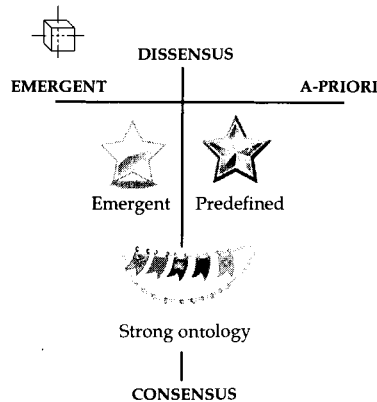 DISSENSUS
EMERGENT A-PRIORI
Emergent Predefined
Strong ontology
CONSENSUS